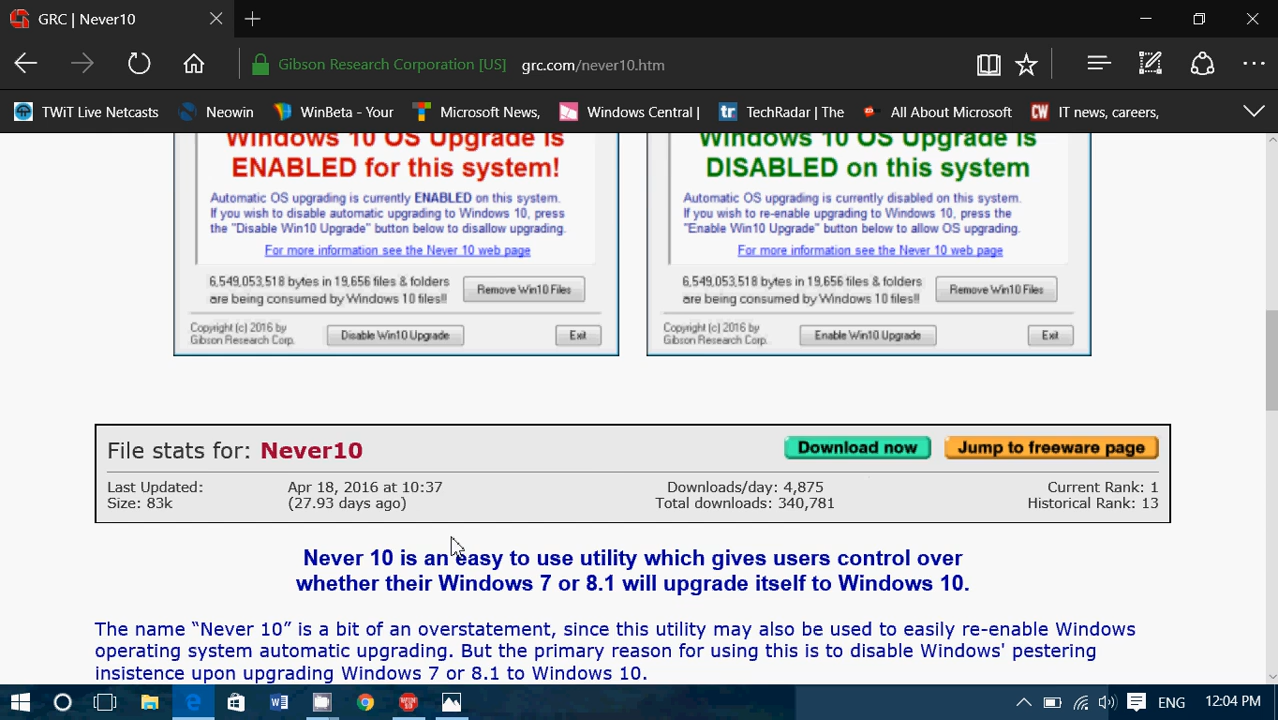 GRC | Never10
Gibson Research Corporation [US] grc.com/never10.htm
TWiT Live Netcasts Neowin WinBeta - Your Microsoft News, Windows Central | TechRadar | The All About Microsoft IT news, careers,
Windows 10 OS Upgrade is
ENABLED for this system!
Automatic OS upgrading is currently ENABLED on this system.
If you wish to disable automatic upgrading to Windows 10, press
the "Disable Win10 Upgrade" button below to disallow upgrading.
For more information see the Never 10 web page
6,549,053,518 bytes in 19,656 files & folders
are being consumed by Windows 10 files!!
Remove Win10 Files
Copyright (c) 2016 by
Gibson Research Corp.
Disable Win10 Upgrade
Exit
Windows 10 OS Upgrade is
DISABLED on this system
Automatic OS upgrading is currently disabled on this system.
If you wish to re-enable upgrading to Windows 10, press the
"Enable Win10 Upgrade" button below to allow OS upgrading.
For more information see the Never 10 web page
6,549,053,518 bytes in 19,656 files & folders
are being consumed by Windows 10 files!!
Remove Win10 Files
Copyright (c) 2016 by
Gibson Research Corp.
Enable Win10 Upgrade
Exit
File stats for: Never10 Download now Jump to freeware page
Last Updated: Apr 18, 2016 at 10:37 Downloads/day: 4,875 Current Rank: 1
Size: 83k (27.93 days ago) Total downloads: 340,781 Historical Rank: 13
Never 10 is an easy to use utility which gives users control over
whether their Windows 7 or 8.1 will upgrade itself to Windows 10.
The name “Never 10” is a bit of an overstatement, since this utility may also be used to easily re-enable Windows
operating system automatic upgrading. But the primary reason for using this is to disable Windows' pestering
insistence upon upgrading Windows 7 or 8.1 to Windows 10.
ENG 12:04 PM